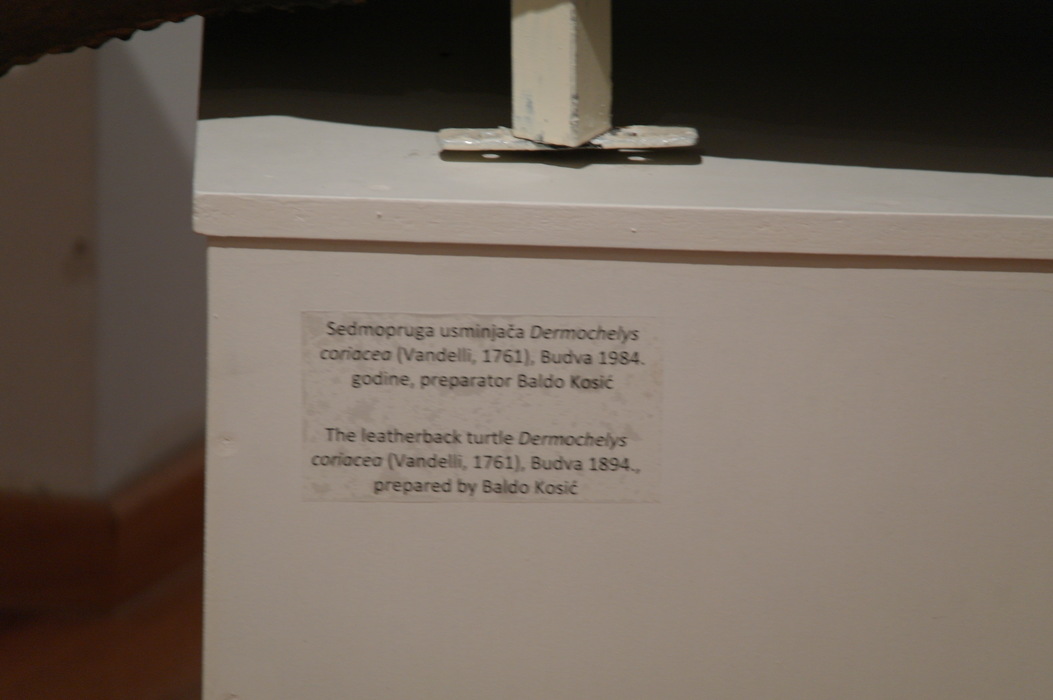 Sedmopruga usminjača Dermochelys
coriacea (Vandelli, 1761), Budva 1984.
godine, preparator Baldo Kosić
The leatherback turtle Dermochelys
coriacea (Vandelli, 1761), Budva 1894.,
prepared by Baldo Kosić